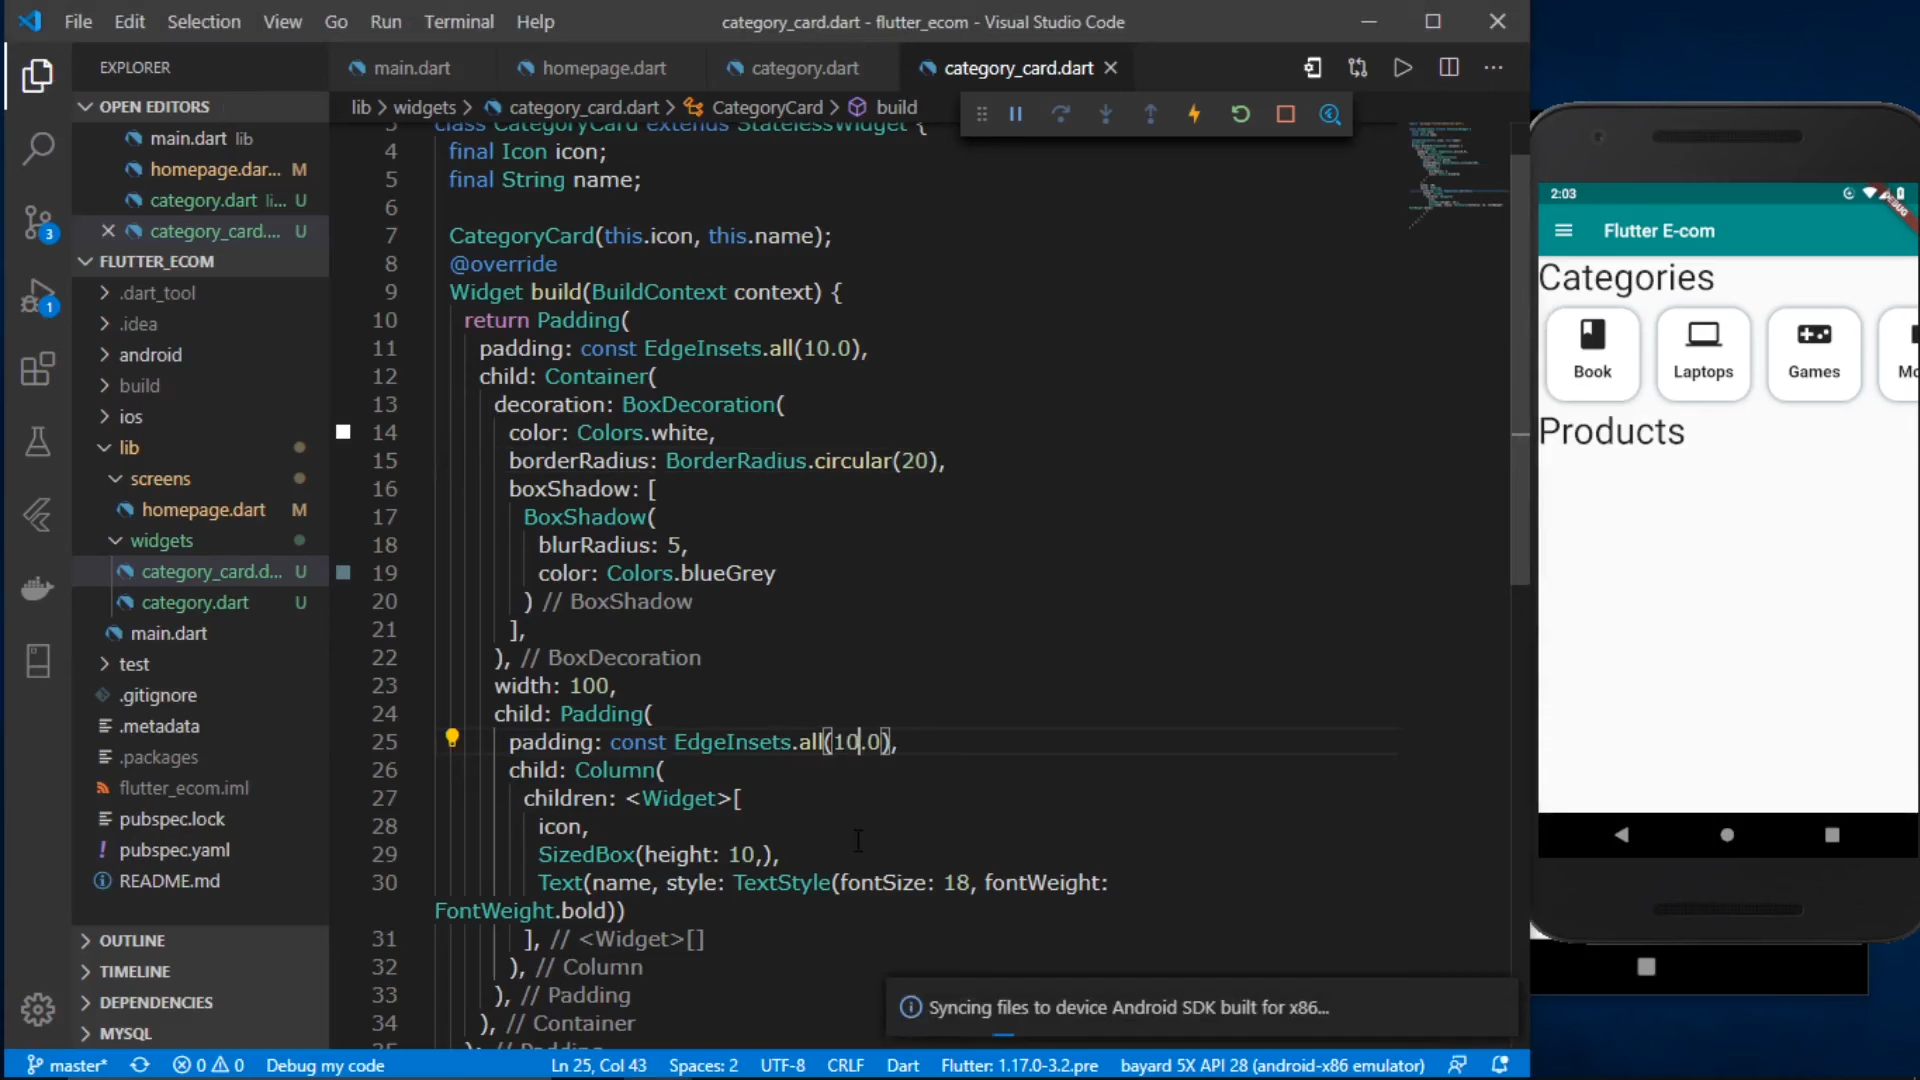 File Edit Selection View Go Run Terminal Help category_card.dart - flutter_ecom - Visual Studio Code
EXPLORER
main.dart homepage.dart category.dart category_card.dart
OPEN EDITORS
main.dart lib
homepage.dar... M
category.dart li... U
category_card.... U
3
1
FLUTTER_ECOM
.dart_tool
.idea
android
build
ios
lib
screens
homepage.dart M
widgets
category_card.d... U
category.dart U
main.dart
test
.gitignore
.metadata
.packages
flutter_ecom.iml
pubspec.lock
pubspec.yaml
README.md
OUTLINE
TIMELINE
DEPENDENCIES
MYSQL
lib > widgets > category_card.dart > CategoryCard > build
3 class CategoryCard extends StatelessWidget {
4 final Icon icon;
5 final String name;
6
7 CategoryCard(this.icon, this.name);
8 @override
9 Widget build(BuildContext context) {
10 return Padding(
11 padding: const EdgeInsets.all(10.0),
12 child: Container(
13 decoration: BoxDecoration(
14 color: Colors.white,
15 borderRadius: BorderRadius.circular(20),
16 boxShadow: [
17 BoxShadow(
18 blurRadius: 5,
19 color: Colors.blueGrey
20 ) // BoxShadow
21 ],
22 ), // BoxDecoration
23 width: 100,
24 child: Padding(
25 padding: const EdgeInsets.all(10.0),
26 child: Column(
27 children: <Widget>[
28 icon,
29 SizedBox(height: 10,),
30 Text(name, style: TextStyle(fontSize: 18, fontWeight:
FontWeight.bold))
31 ], // <Widget>[]
32 ), // Column
33 ), // Padding
34 ), // Container
Syncing files to device Android SDK built for x86...
master* 0 0 Debug my code Ln 25, Col 43 Spaces: 2 UTF-8 CRLF Dart Flutter: 1.17.0-3.2.pre bayard 5X API 28 (android-x86 emulator)
2:03
DEBUG
Flutter E-com
Categories
Book Laptops Games Mo
Products